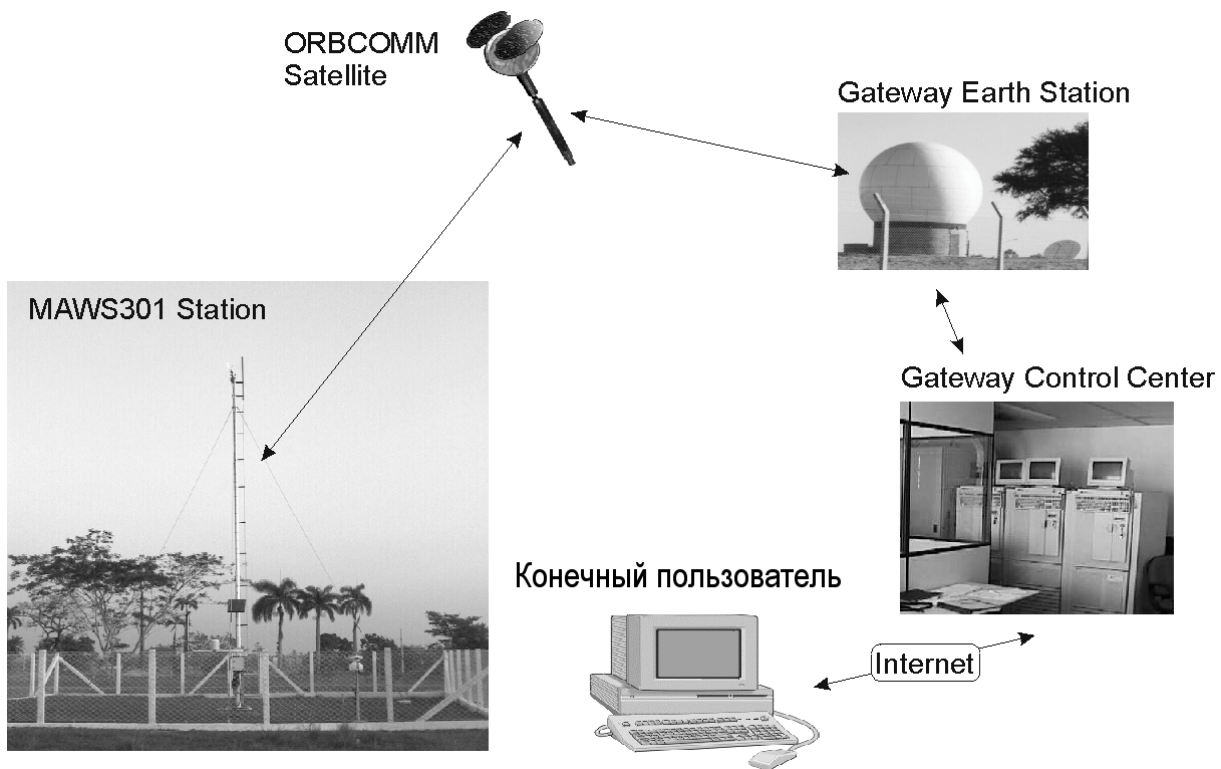 ORBCOMM
Satellite
Gateway Earth Station
MAWS301 Station
Gateway Control Center
Конечный пользователь
Internet